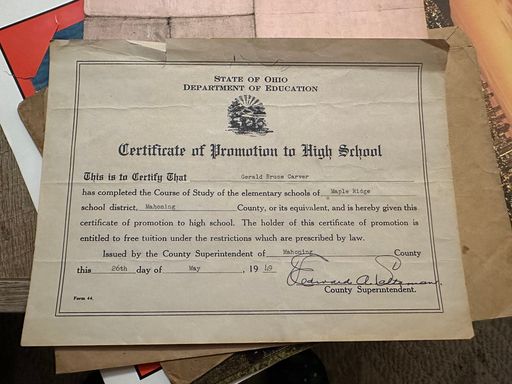 STATE OF OHIO
DEPARTMENT OF EDUCATION
Certificate of Promotion to High School
This is to Certify That Gerald Bruce Carver
has completed the Course of Study of the elementary schools of Maple Ridge
school district, Mahoning County, or its equivalent, and is hereby given this
certificate of promotion to high school. The holder of this certificate of promotion is
entitled to free tuition under the restrictions which are prescribed by law.
Issued by the County Superintendent of Mahoning County
this 26th day of May, 19 49
Edward A.
County Superintendent.
Form 44.